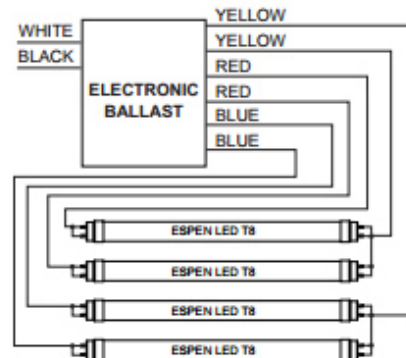 WHITE
BLACK
ELECTRONIC
BALLAST
YELLOW
YELLOW
RED
RED
BLUE
BLUE
ESPEN LED T8
ESPEN LED T8
ESPEN LED T8
ESPEN LED T8